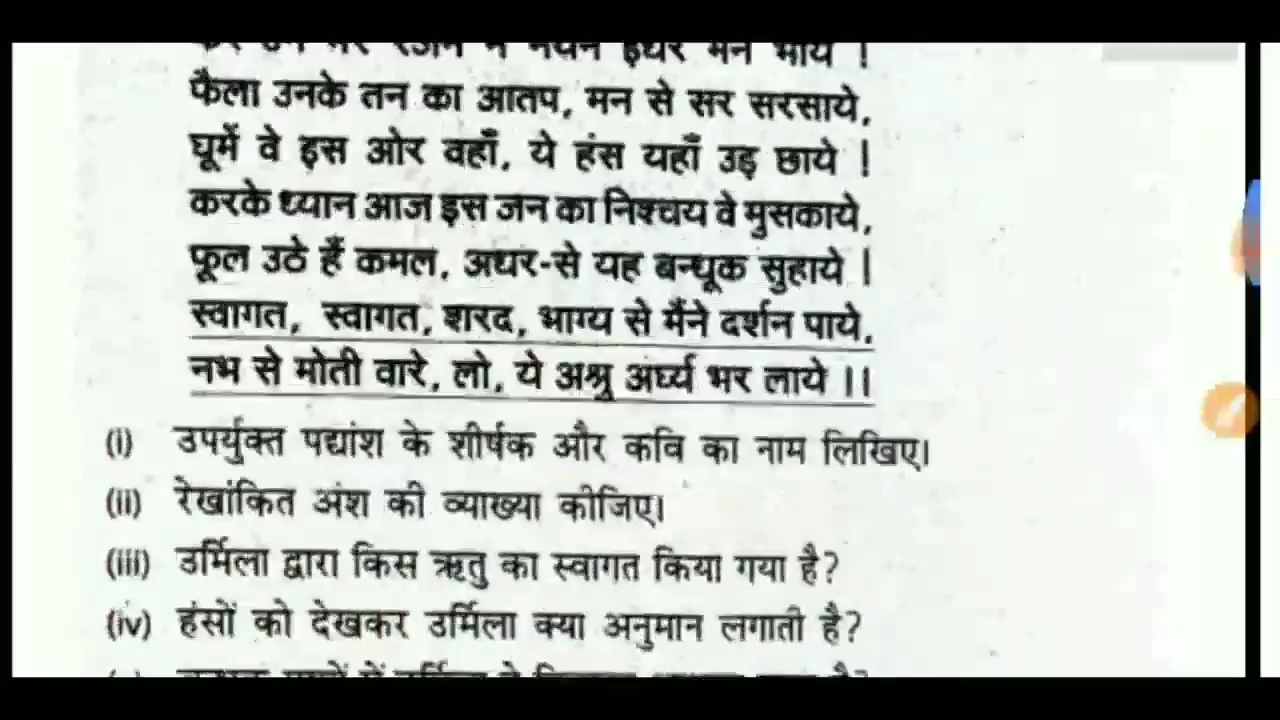 फैला उनके तन का आतप, मन से सर सरसाये,
घूमें वे इस ओर वहाँ, ये हंस यहाँ उड़ छाये !
करके ध्यान आज इस जन का निश्चय वे मुसकाये,
फूल उठे हैं कमल, अधर-से यह बन्धूक सुहाये |
स्वागत, स्वागत, शरद, भाग्य से मैंने दर्शन पाये,
नभ से मोती वारे, लो, ये अश्रु अर्घ्य भर लाये ।।
(i) उपर्युक्त पद्यांश के शीर्षक और कवि का नाम लिखिए।
(ii) रेखांकित अंश की व्याख्या कीजिए।
(iii) उर्मिला द्वारा किस ऋतु का स्वागत किया गया है?
(iv) हंसों को देखकर उर्मिला क्या अनुमान लगाती है?